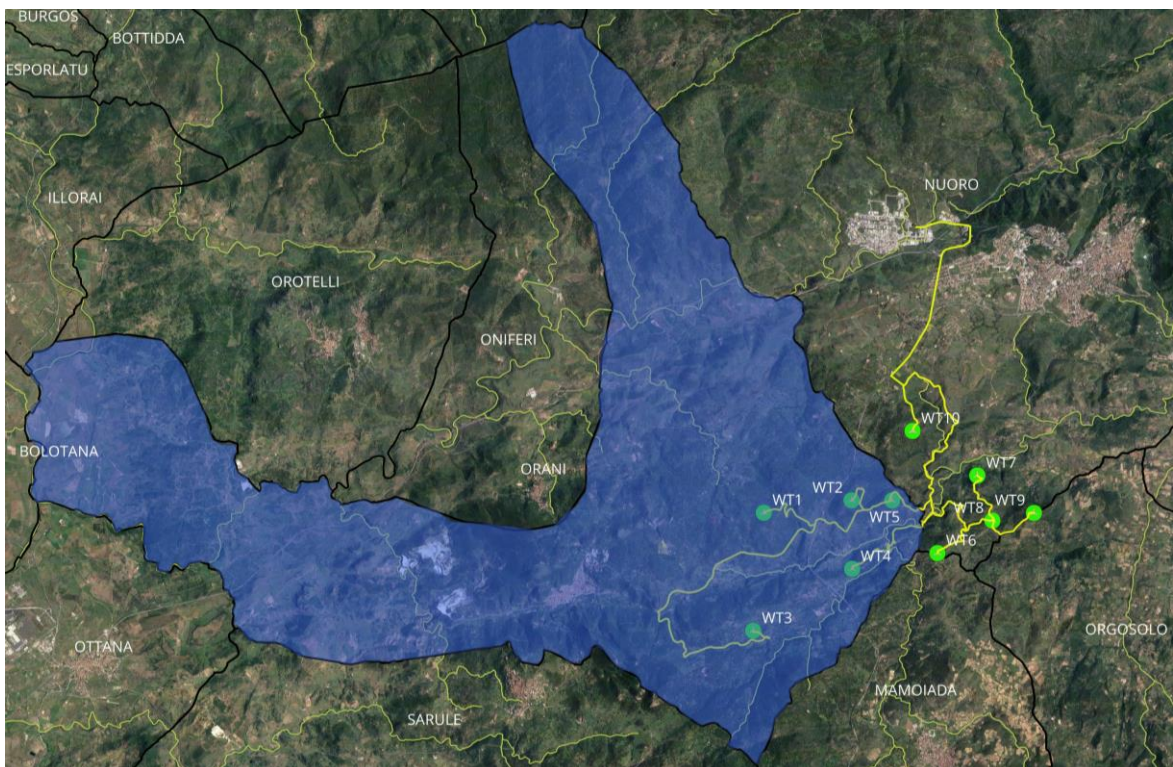 BURGOS
BOTTIDDA
ESPORLATU
ILLORAI
NUORO
OROTELLI
ONIFERI
WT10
BOLOTANA
ORANI
WT7
WT2
WT1
WT5
WT8
WT9
WT6
WT4
WT3
OTTANA
ORGOSOLO
MAMOIADA
SARULE